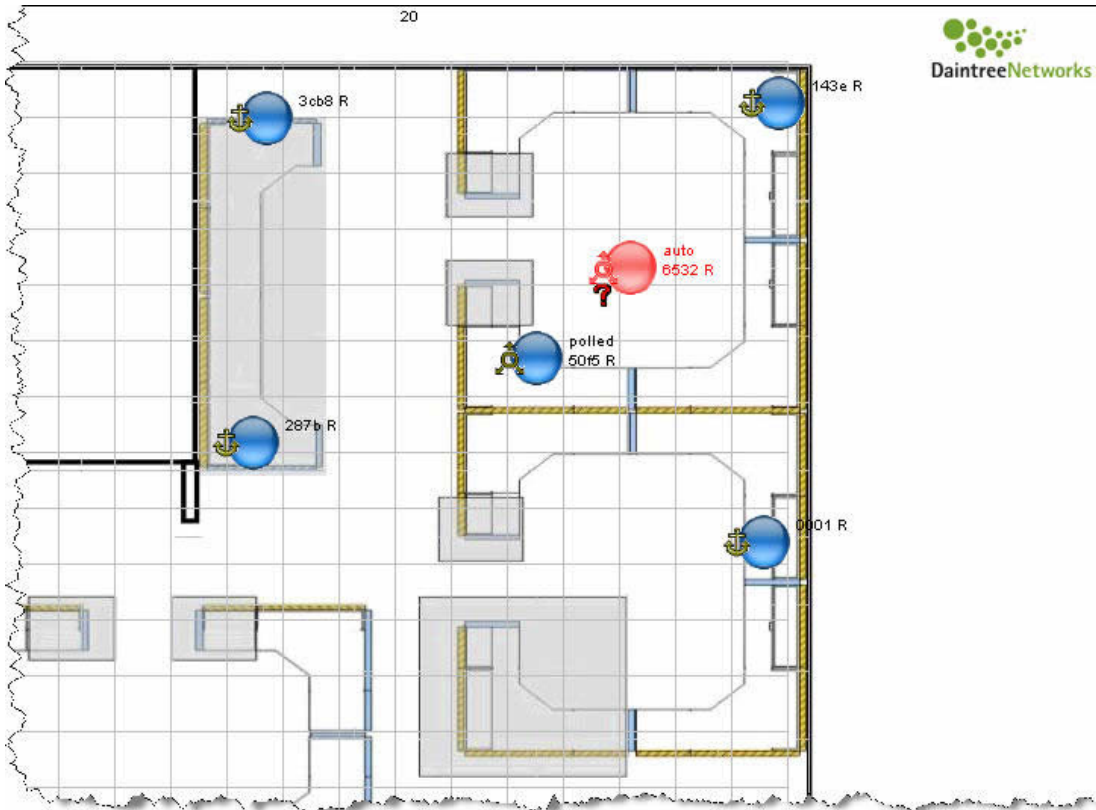 20
DaintreeNetworks
3cb8 R
143e R
auto
6532 R
?
polled
50f5 R
287b R
0001 R